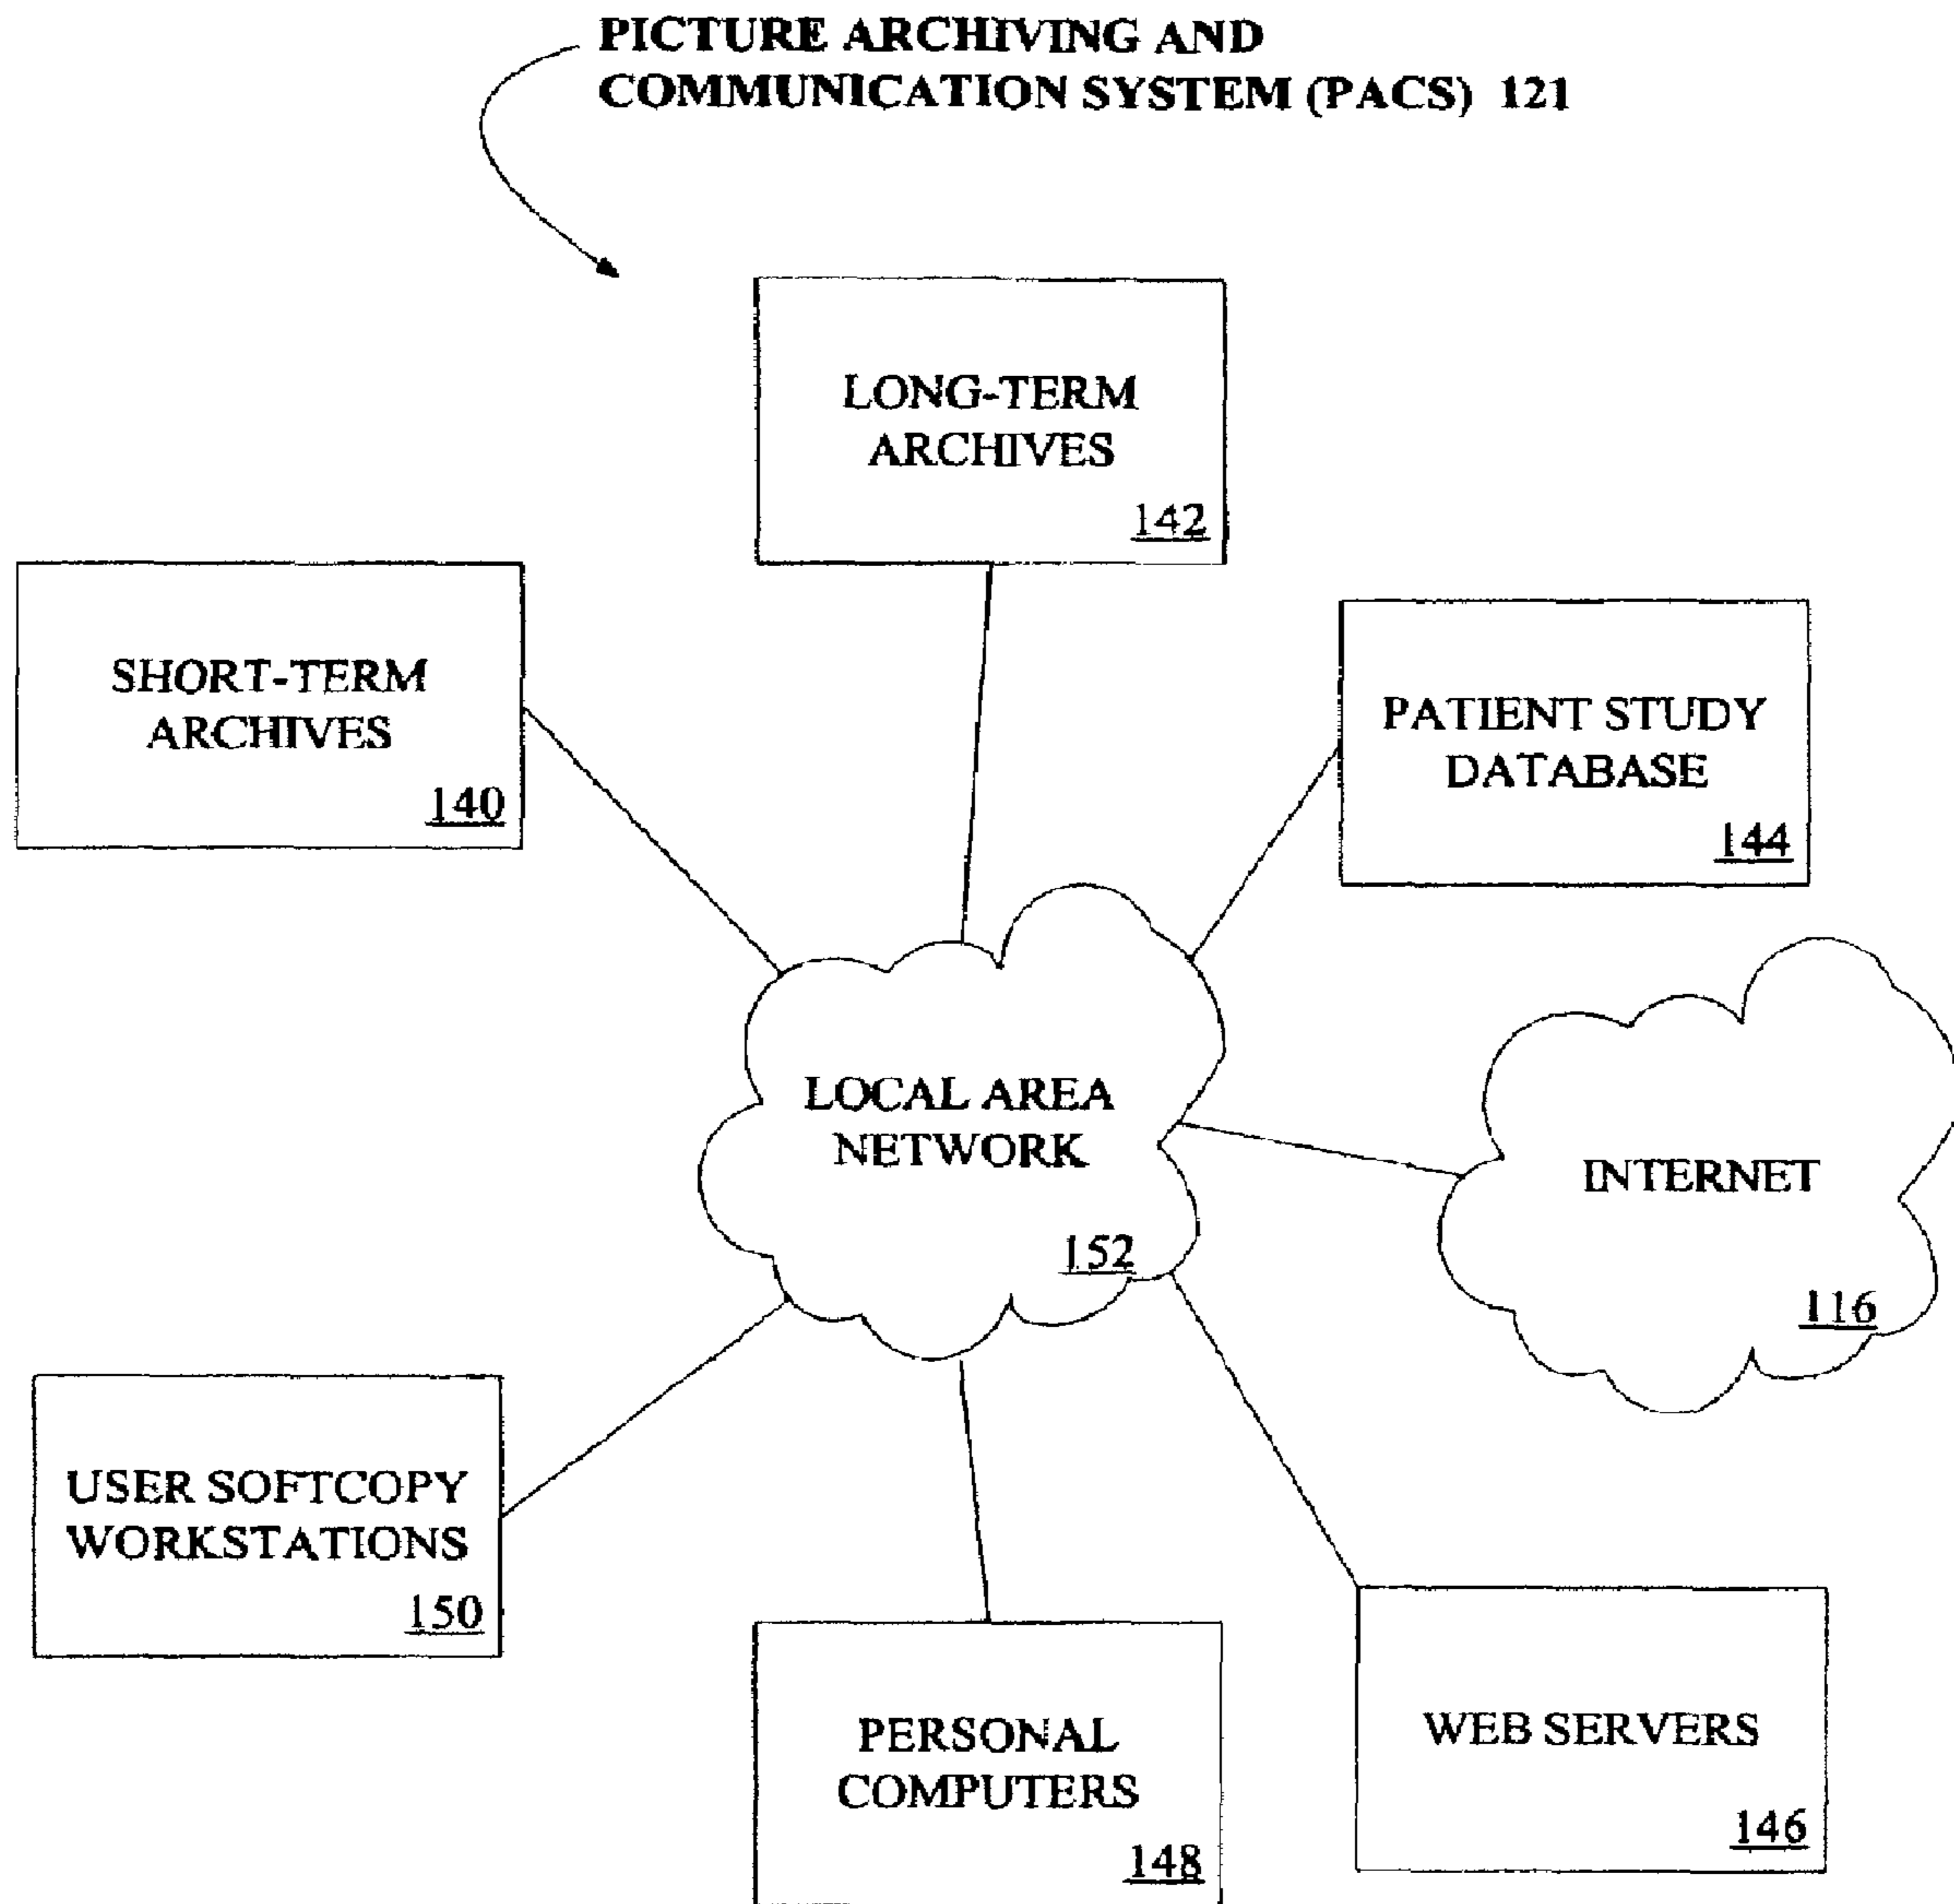 PICTURE ARCHIVING AND
COMMUNICATION SYSTEM (PACS) 121
LONG-TERM
ARCHIVES
142
SHORT-TERM
ARCHIVES
140
PATIENT STUDY
DATABASE
144
LOCAL AREA
NETWORK
152
INTERNET
116
USER SOFTCOPY
WORKSTATIONS
150
PERSONAL
COMPUTERS
148
WEB SERVERS
146